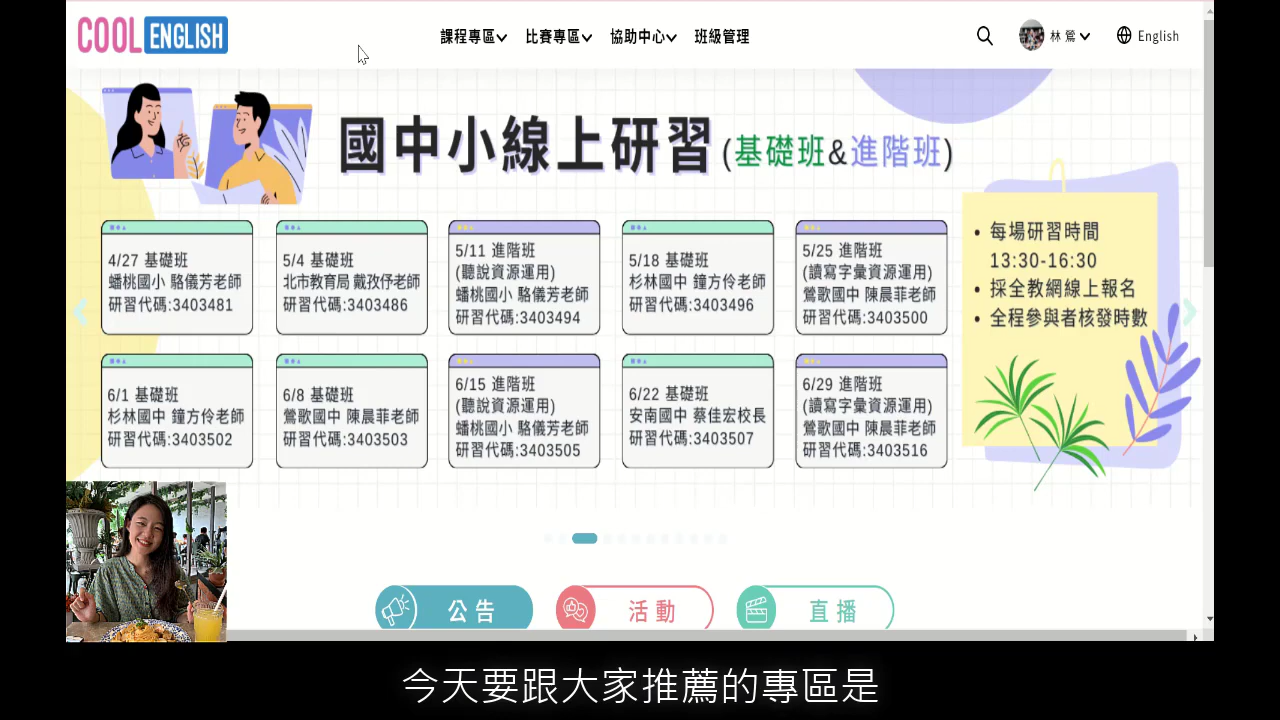 COOL ENGLISH
課程專區 比賽專區 協助中心 班級管理
林 鶯
English
國中小線上研習 (基礎班&進階班)
4/27 基礎班
蟠桃國小 駱儀芳老師
研習代碼:3403481
5/4 基礎班
北市教育局 戴孜伃老師
研習代碼:3403486
5/11 進階班
(聽說資源運用)
蟠桃國小 駱儀芳老師
研習代碼:3403494
5/18 基礎班
杉林國中 鐘方伶老師
研習代碼:3403496
5/25 進階班
(讀寫字彙資源運用)
鶯歌國中 陳晨菲老師
研習代碼:3403500
6/1 基礎班
杉林國中 鐘方伶老師
研習代碼:3403502
6/8 基礎班
鶯歌國中 陳晨菲老師
研習代碼:3403503
6/15 進階班
(聽說資源運用)
蟠桃國小 駱儀芳老師
研習代碼:3403505
6/22 基礎班
安南國中 蔡佳宏校長
研習代碼:3403507
6/29 進階班
(讀寫字彙資源運用)
鶯歌國中 陳晨菲老師
研習代碼:3403516
• 每場研習時間
13:30-16:30
• 採全教網線上報名
• 全程參與者核發時數
公告
活動
直播
今天要跟大家推薦的專區是